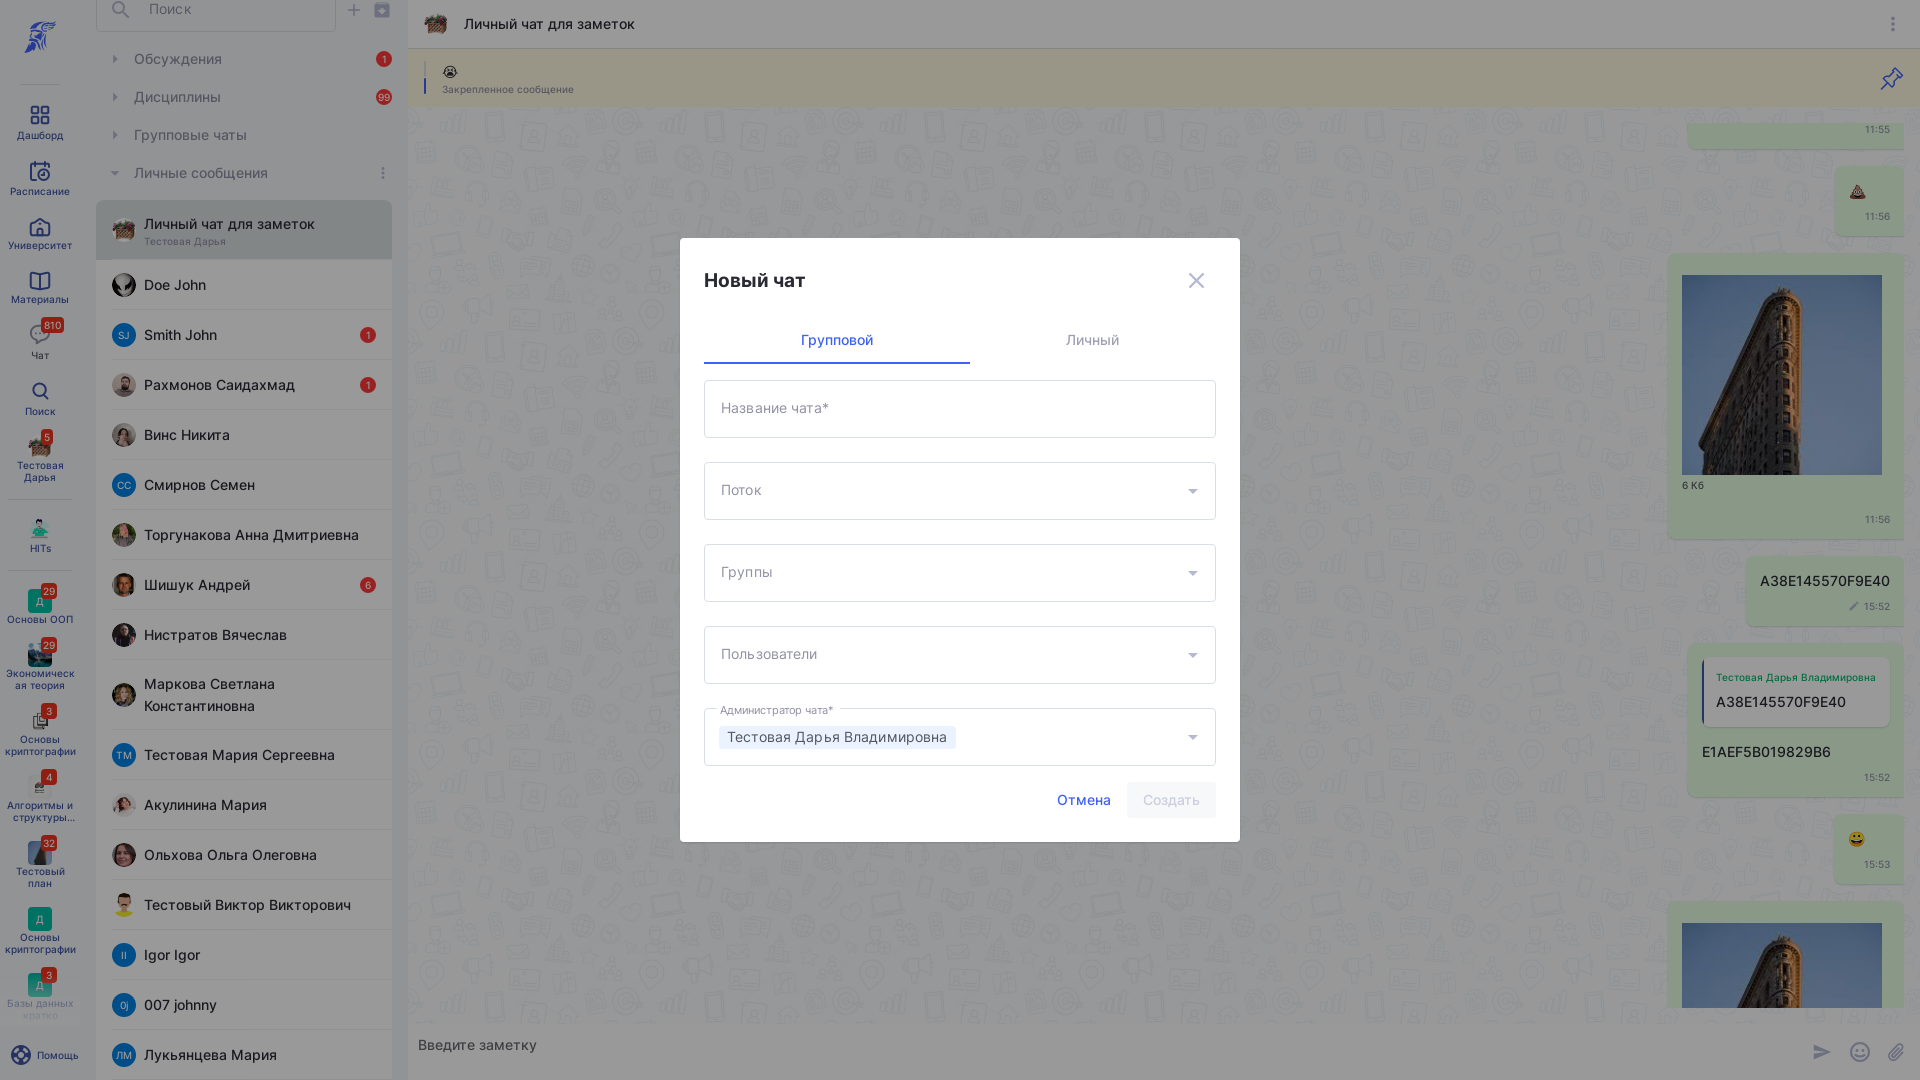 Поиск
Обсуждения
1
Дисциплины
99
Групповые чаты
Личные сообщения
Дашборд
Расписание
Университет
Материалы
810
Чат
Поиск
5
Тестовая
Дарья
HITs
29
Д
Основы ООП
29
Экономическ
ая теория
3
Основы
криптографии
4
Алгоритмы и
структуры...
32
Тестовый
план
Д
Основы
криптографии
3
Д
Базы данных
кратко
Помощь
Личный чат для заметок
Тестовая Дарья
Doe John
SJ
Smith John
1
Рахмонов Саидахмад
1
Винс Никита
СС
Смирнов Семен
Торгунакова Анна Дмитриевна
Шишук Андрей
6
Нистратов Вячеслав
Маркова Светлана
Константиновна
ТМ
Тестовая Мария Сергеевна
Акулинина Мария
Ольхова Ольга Олеговна
Тестовый Виктор Викторович
II
Igor Igor
0j
007 johnny
ЛМ
Лукьянцева Мария
Личный чат для заметок
😭
Закрепленное сообщение
11:55
💩
11:56
6 Кб
11:56
A38E145570F9E40
15:52
Тестовая Дарья Владимировна
A38E145570F9E40
E1AEF5B019829B6
15:52
😀
15:53
Введите заметку
Новый чат
Групповой
Личный
Название чата*
Поток
Группы
Пользователи
Администратор чата*
Тестовая Дарья Владимировна
Отмена
Создать